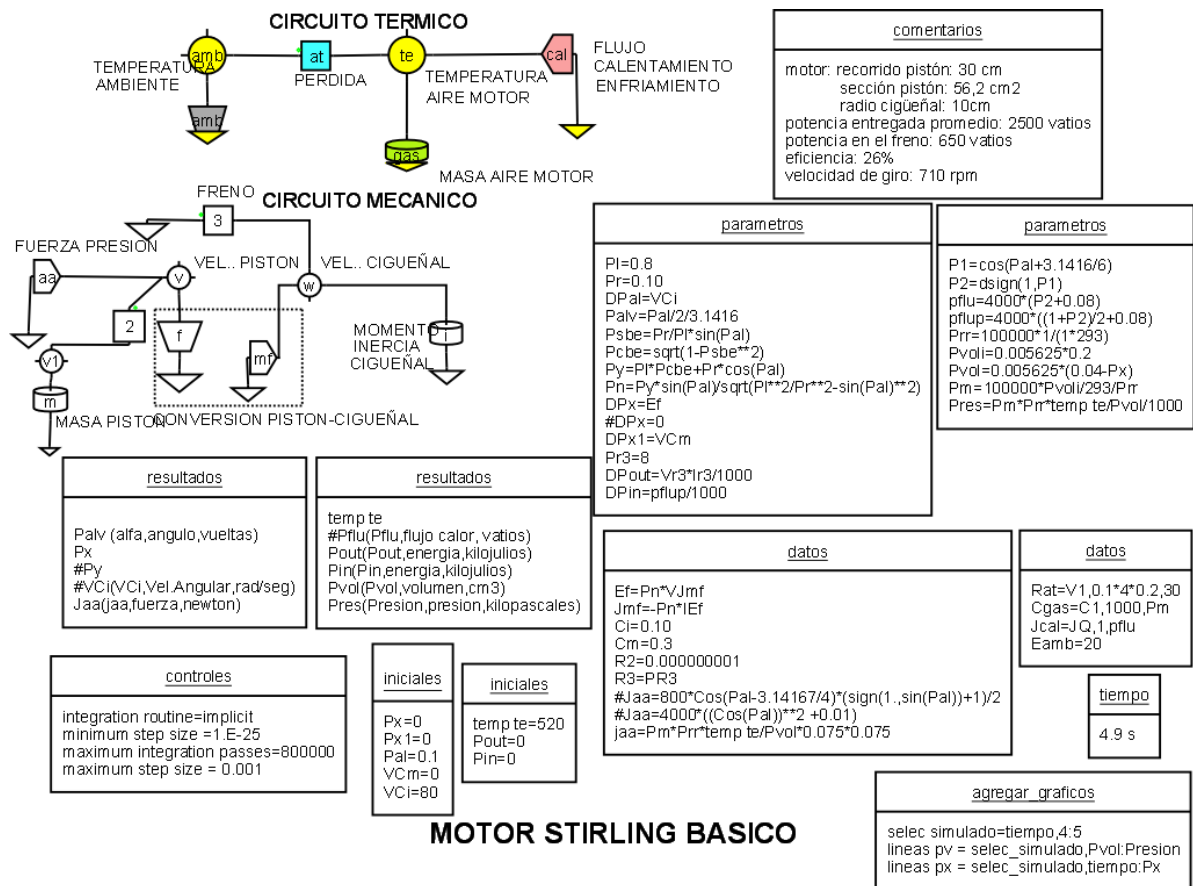 CIRCUITO TERMICO
amb
at
te
cal
TEMPERATURA
AMBIENTE
PERDIDA
TEMPERATURA
AIRE MOTOR
FLUJO
CALENTAMIENTO
ENFRIAMIENTO
amb
gas
MASA AIRE MOTOR
comentarios
motor: recorrido pistón: 30 cm
sección pistón: 56,2 cm2
radio cigüeñal: 10cm
potencia entregada promedio: 2500 vatios
potencia en el freno: 650 vatios
eficiencia: 26%
velocidad de giro: 710 rpm
FRENO
CIRCUITO MECANICO
3
FUERZA PRESION
VEL.. PISTON
VEL.. CIGUEÑAL
aa
v
w
2
f
mf
v1
m
MOMENTO
INERCIA
CIGUEÑAL
i
MASA PISTON
CONVERSION PISTON-CIGUEÑAL
parametros
Pl=0.8
Pr=0.10
DPal=VCi
Palv=Pal/2/3.1416
Psbe=Pr/Pl*sin(Pal)
Pcbe=sqrt(1-Psbe**2)
Py=Pl*Pcbe+Pr*cos(Pal)
Pn=Py*sin(Pal)/sqrt(Pl**2/Pr**2-sin(Pal)**2)
DPx=Ef
#DPx=0
DPx1=VCm
Pr3=8
DPout=Vr3*Ir3/1000
DPin=pflup/1000
parametros
P1=cos(Pal+3.1416/6)
P2=dsign(1,P1)
pflu=4000*(P2+0.08)
pflup=4000*((1+P2)/2+0.08)
Prr=100000*1/(1*293)
Pvoli=0.005625*0.2
Pvol=0.005625*(0.04-Px)
Pm=100000*Pvoli/293/Prr
Pres=Pm*Prr*temp te/Pvol/1000
resultados
Palv (alfa,angulo,vueltas)
Px
#Py
#VCi(VCi,Vel.Angular,rad/seg)
Jaa(jaa,fuerza,newton)
resultados
temp te
#Pflu(Pflu,flujo calor, vatios)
Pout(Pout,energia,kilojulios)
Pin(Pin,energia,kilojulios)
Pvol(Pvol,volumen,cm3)
Pres(Presion,presion,kilopascales)
datos
Ef=Pn*VJmf
Jmf=-Pn*IEf
Ci=0.10
Cm=0.3
R2=0.000000001
R3=PR3
#Jaa=800*Cos(Pal-3.14167/4)*(sign(1.,sin(Pal))+1)/2
#Jaa=4000*((Cos(Pal))**2 +0.01)
jaa=Pm*Prr*temp te/Pvol*0.075*0.075
datos
Rat=V1,0.1*4*0.2,30
Cgas=C1,1000,Pm
Jcal=JQ,1,pflu
Eamb=20
controles
integration routine=implicit
minimum step size =1.E-25
maximum integration passes=800000
maximum step size = 0.001
iniciales
Px=0
Px1=0
Pal=0.1
VCm=0
VCi=80
iniciales
temp te=520
Pout=0
Pin=0
tiempo
4.9 s
MOTOR STIRLING BASICO
agregar_graficos
selec simulado=tiempo,4:5
lineas pv = selec_simulado,Pvol:Presion
lineas px = selec_simulado,tiempo:Px